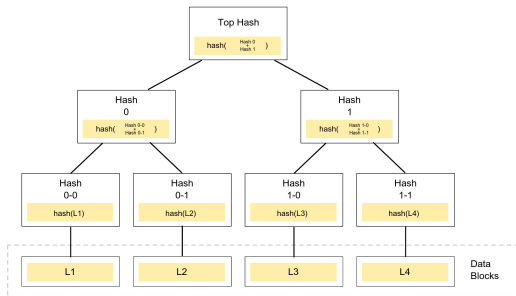 Top Hash
hash( Hash 0 + Hash 1 )
Hash
0
hash( Hash 0-0 + Hash 0-1 )
Hash
1
hash( Hash 1-0 + Hash 1-1 )
Hash
0-0
hash(L1)
Hash
0-1
hash(L2)
Hash
1-0
hash(L3)
Hash
1-1
hash(L4)
L1
L2
L3
L4
Data
Blocks